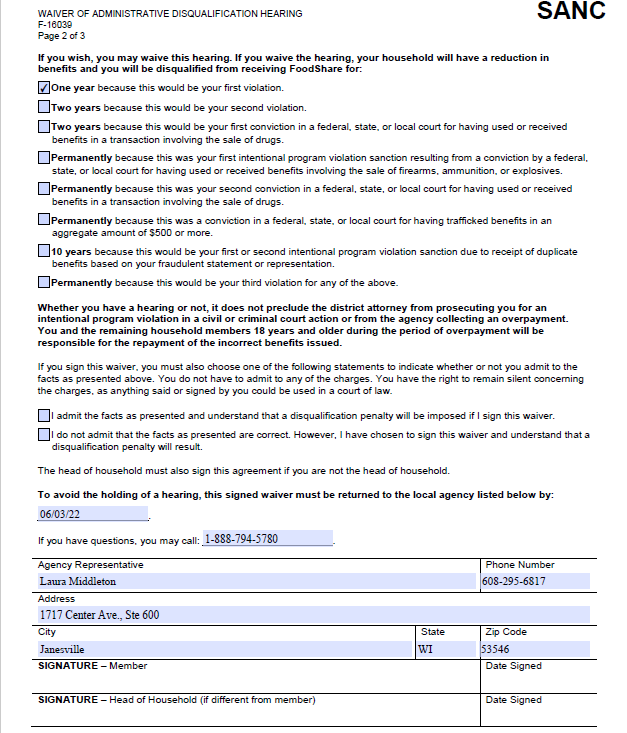 WAIVER OF ADMINISTRATIVE DISQUALIFICATION HEARING
F-16039
Page 2 of 3
SANC
If you wish, you may waive this hearing. If you waive the hearing, your household will have a reduction in
benefits and you will be disqualified from receiving FoodShare for:
One year because this would be your first violation.
Two years because this would be your second violation.
Two years because this would be your first conviction in a federal, state, or local court for having used or received
benefits in a transaction involving the sale of drugs.
Permanently because this was your first intentional program violation sanction resulting from a conviction by a federal,
state, or local court for having used or received benefits involving the sale of firearms, ammunition, or explosives.
Permanently because this was your second conviction in a federal, state, or local court for having used or received
benefits in a transaction involving the sale of drugs.
Permanently because this was a conviction in a federal, state, or local court for having trafficked benefits in an
aggregate amount of $500 or more.
10 years because this would be your first or second intentional program violation sanction due to receipt of duplicate
benefits based on your fraudulent statement or representation.
Permanently because this would be your third violation for any of the above.
Whether you have a hearing or not, it does not preclude the district attorney from prosecuting you for an
intentional program violation in a civil or criminal court action or from the agency collecting an overpayment.
You and the remaining household members 18 years and older during the period of overpayment will be
responsible for the repayment of the incorrect benefits issued.
If you sign this waiver, you must also choose one of the following statements to indicate whether or not you admit to the
facts as presented above. You do not have to admit to any of the charges. You have the right to remain silent concerning
the charges, as anything said or signed by you could be used in a court of law.
I admit the facts as presented and understand that a disqualification penalty will be imposed if I sign this waiver.
I do not admit that the facts as presented are correct. However, I have chosen to sign this waiver and understand that a
disqualification penalty will result.
The head of household must also sign this agreement if you are not the head of household.
To avoid the holding of a hearing, this signed waiver must be returned to the local agency listed below by:
06/03/22.
If you have questions, you may call: 1-888-794-5780.
Agency Representative Phone Number
Laura Middleton 608-295-6817
Address
1717 Center Ave., Ste 600
City State Zip Code
Janesville WI 53546
SIGNATURE – Member Date Signed
SIGNATURE – Head of Household (if different from member) Date Signed